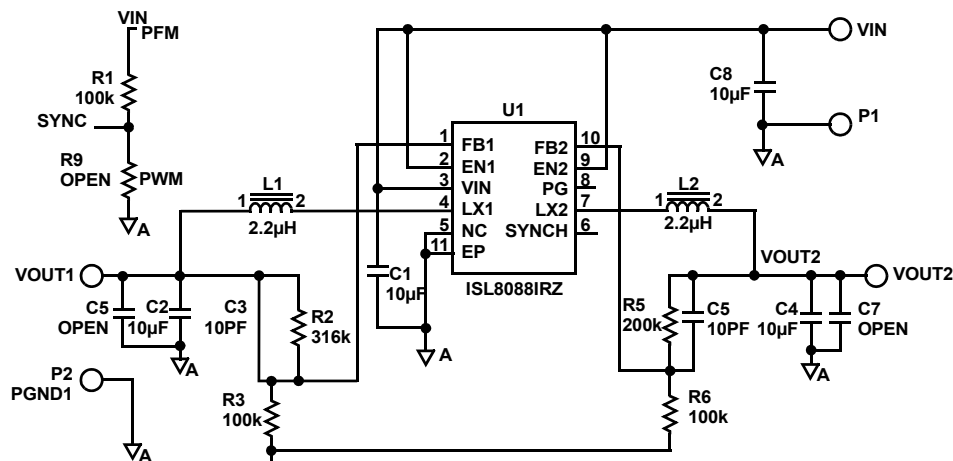 VIN
PFM
R1
100k
SYNC
R9
OPEN
PWM
A
L1
1 2
2.2µH
VOUT1
C5
OPEN
C2
10µF
A
C3
10PF
R2
316k
P2
PGND1
A
R3
100k
C1
10µF
A
U1
1 FB1
2 EN1
3 VIN
4 LX1
5 NC
11 EP
FB2 10
EN2 9
PG 8
LX2 7
SYNCH 6
ISL8088IRZ
VIN
C8
10µF
P1
A
L2
1 2
2.2µH
VOUT2
VOUT2
R5
200k
C5
10PF
C4
10µF
C7
OPEN
A
R6
100k